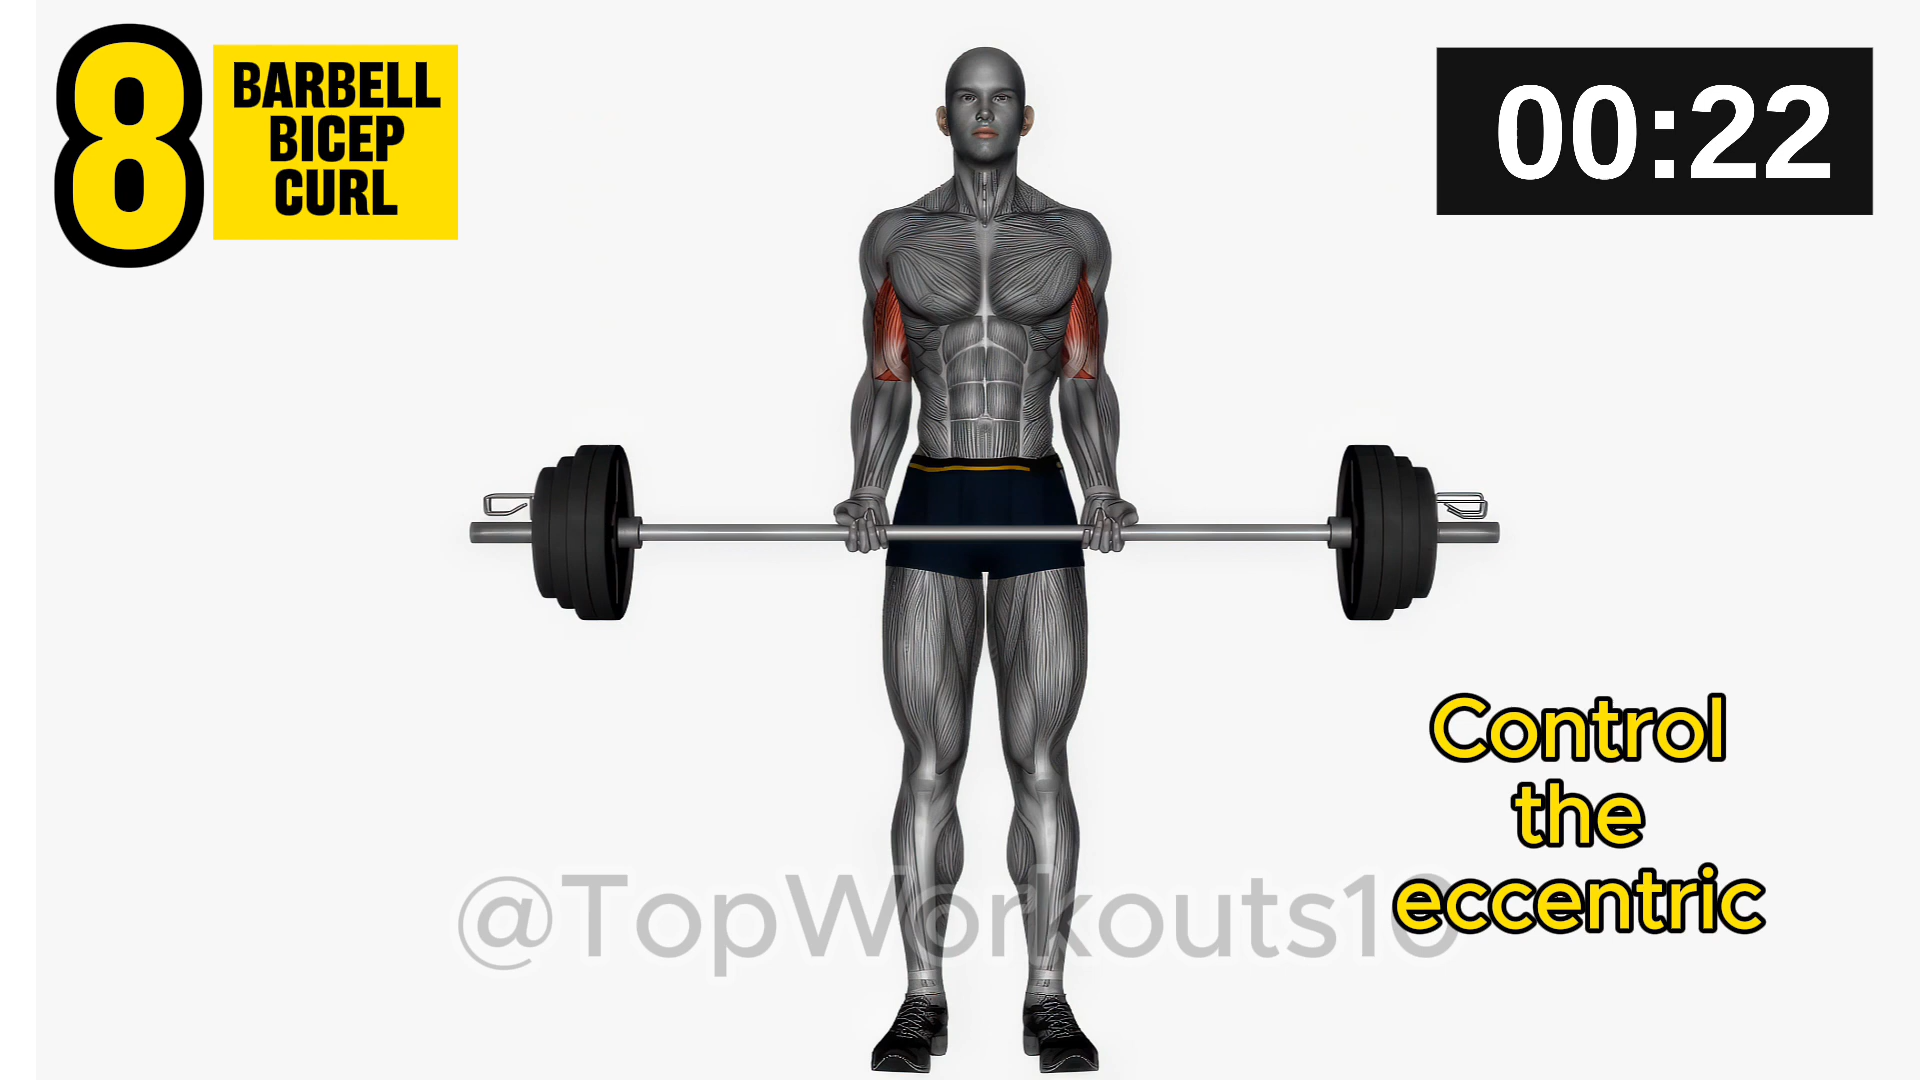 8
BARBELL
BICEP
CURL
00:22
Control
the
eccentric
@TopWorkouts10